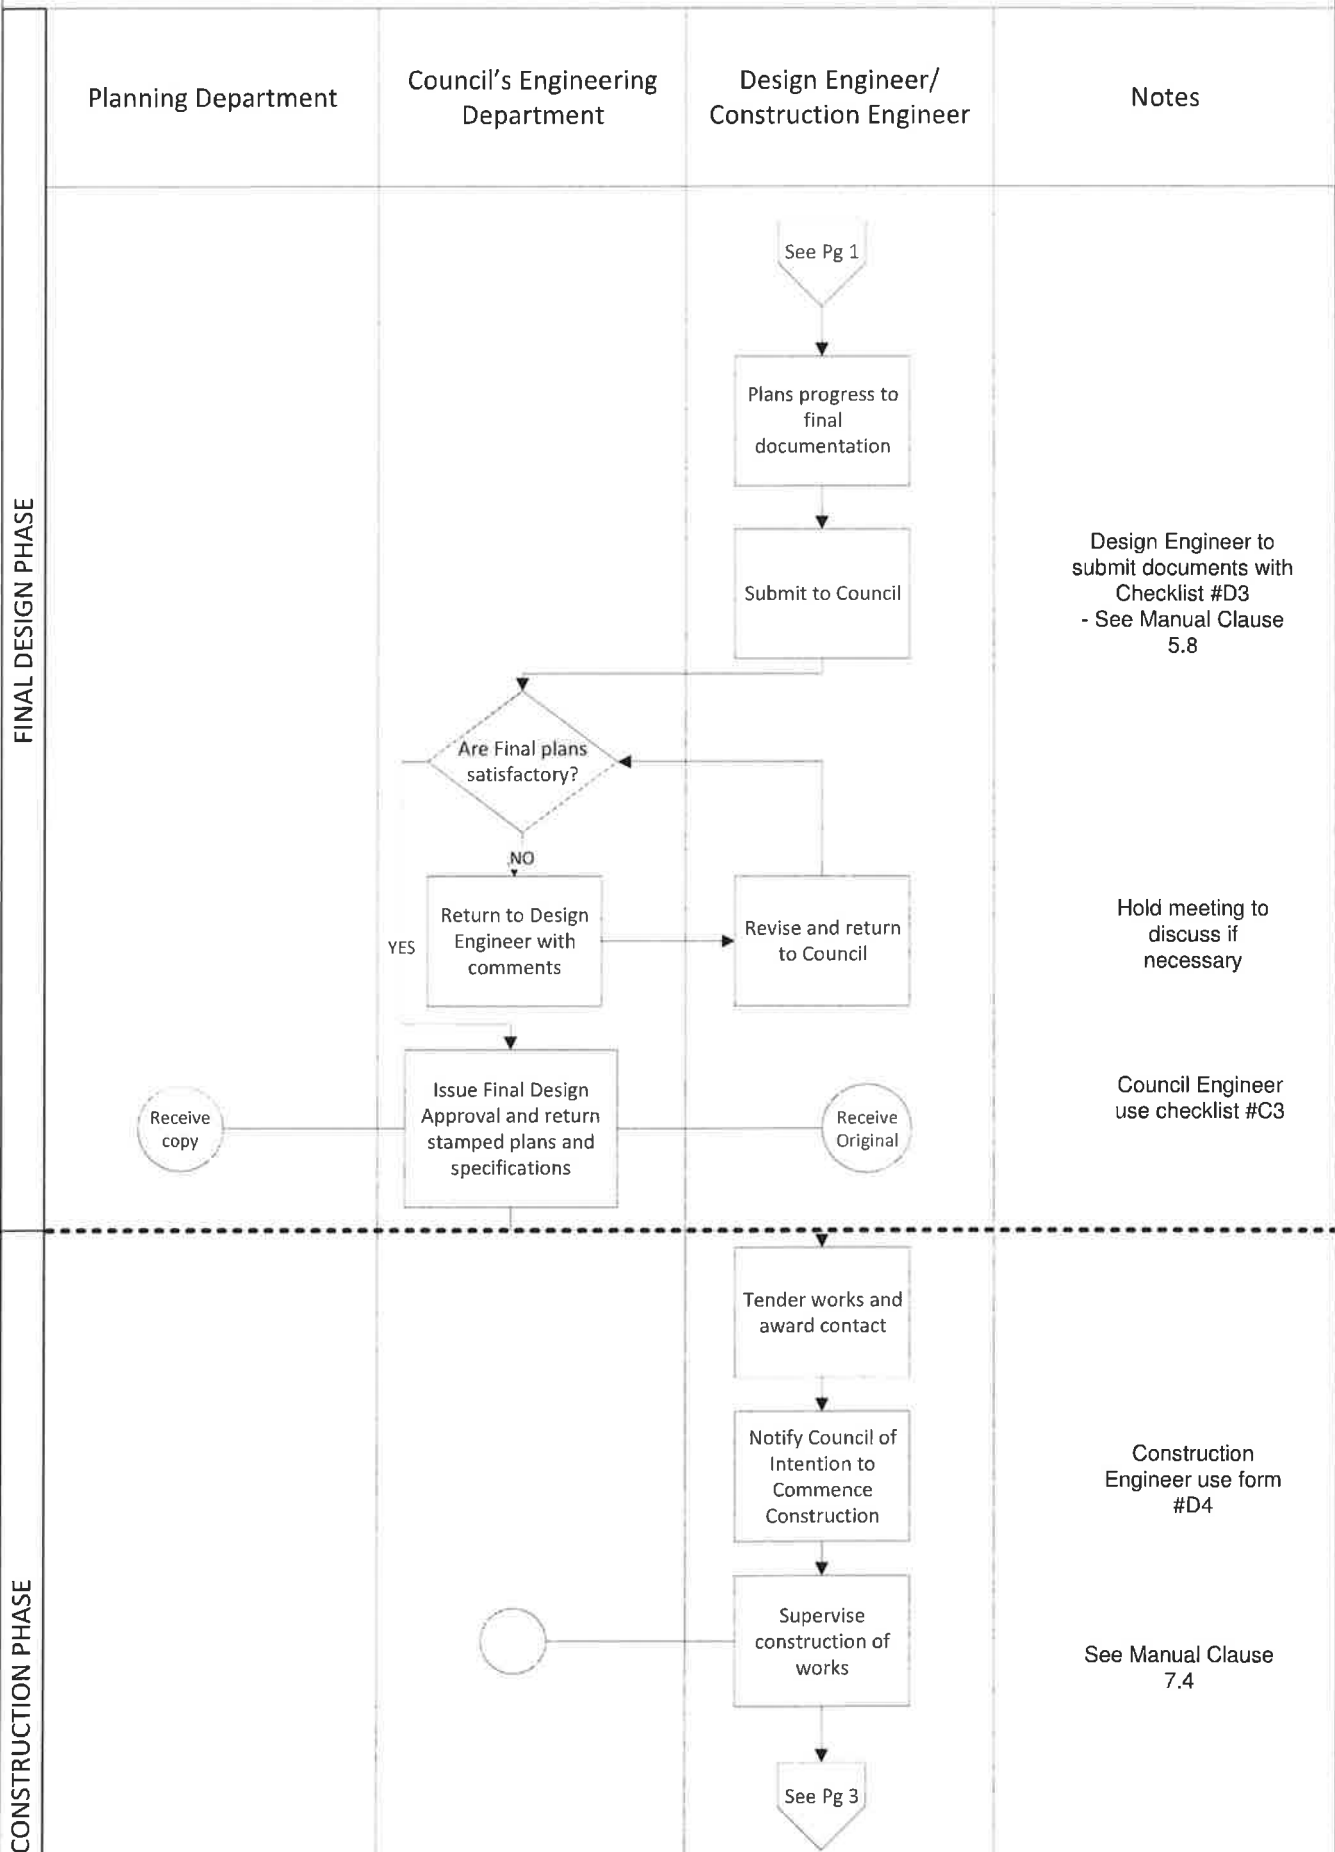 Planning Department
Council's Engineering
Department
Design Engineer/
Construction Engineer
Notes
FINAL DESIGN PHASE
See Pg 1
Plans progress to
final
documentation
Submit to Council
Design Engineer to
submit documents with
Checklist #D3
- See Manual Clause
5.8
Are Final plans
satisfactory?
NO
YES
Return to Design
Engineer with
comments
Revise and return
to Council
Hold meeting to
discuss if
necessary
Receive
copy
Issue Final Design
Approval and return
stamped plans and
specifications
Receive
Original
Council Engineer
use checklist #C3
CONSTRUCTION PHASE
Tender works and
award contact
Notify Council of
Intention to
Commence
Construction
Construction
Engineer use form
#D4
Supervise
construction of
works
See Manual Clause
7.4
See Pg 3